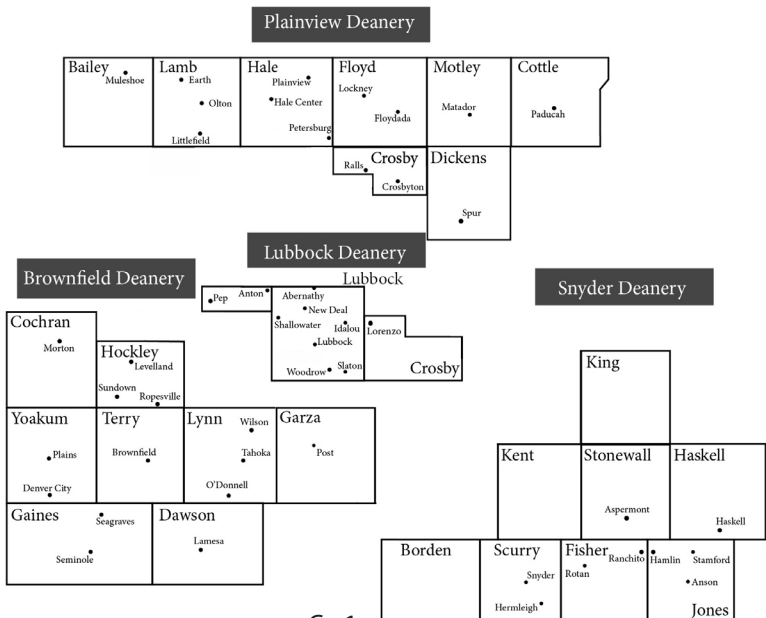 Plainview Deanery
Bailey
Muleshoe
Lamb
Earth
Olton
Littlefield
Hale
Plainview
Hale Center
Petersburg
Floyd
Lockney
Floydada
Motley
Matador
Cottle
Paducah
Crosby
Ralls
Crosbyton
Dickens
Spur
Lubbock Deanery
Lubbock
Pep
Anton
Abernathy
New Deal
Shallowater
Idalou
Lubbock
Woodrow
Slaton
Lorenzo
Crosby
Brownfield Deanery
Cochran
Morton
Hockley
Levelland
Sundown
Ropesville
Yoakum
Plains
Denver City
Terry
Brownfield
Lynn
Wilson
Tahoka
O'Donnell
Garza
Post
Gaines
Seagraves
Seminole
Dawson
Lamesa
Snyder Deanery
King
Kent
Stonewall
Aspermont
Haskell
Haskell
Borden
Scurry
Snyder
Hermleigh
Fisher
Ranchito
Rotan
Hamlin
Stamford
Anson
Jones